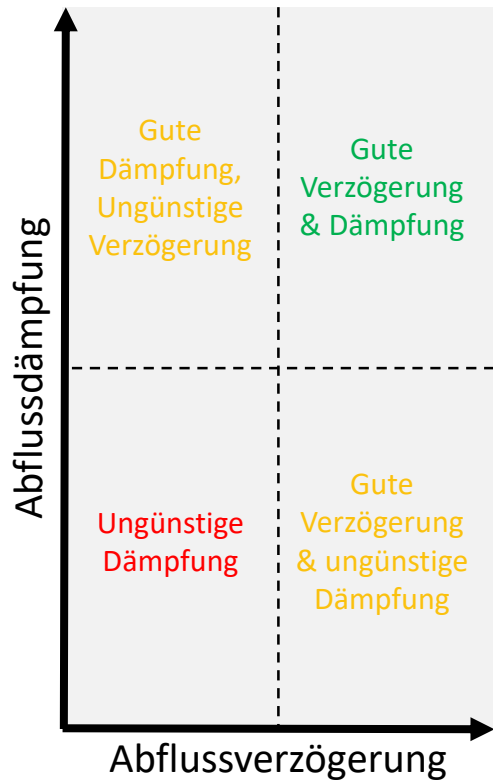 Abflussdämpfung
Gute
Dämpfung,
Ungünstige
Verzögerung
Gute
Verzögerung
& Dämpfung
Ungünstige
Dämpfung
Gute
Verzögerung
& ungünstige
Dämpfung
Abflussverzögerung